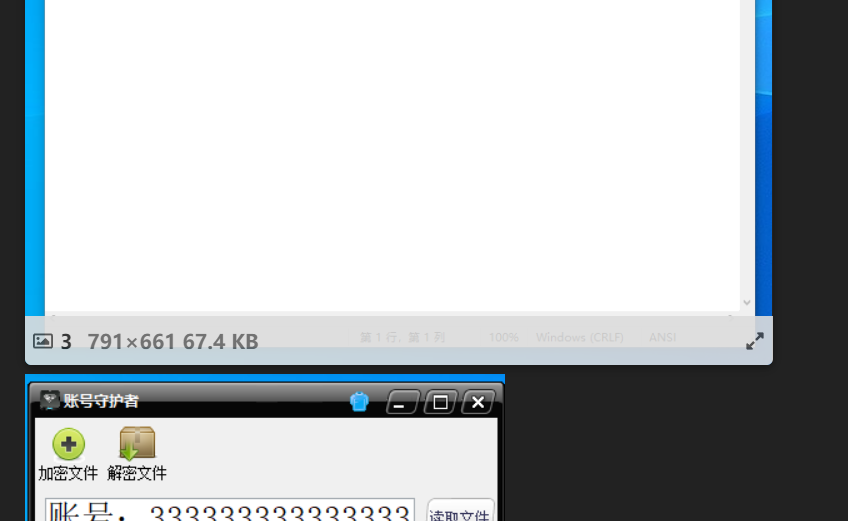 3 791×661 67.4 KB 第 1 行，第 1 列 100% Windows (CRLF) ANSI
账号守护者
加密文件 解密文件
账号：333333333333333 读取文件